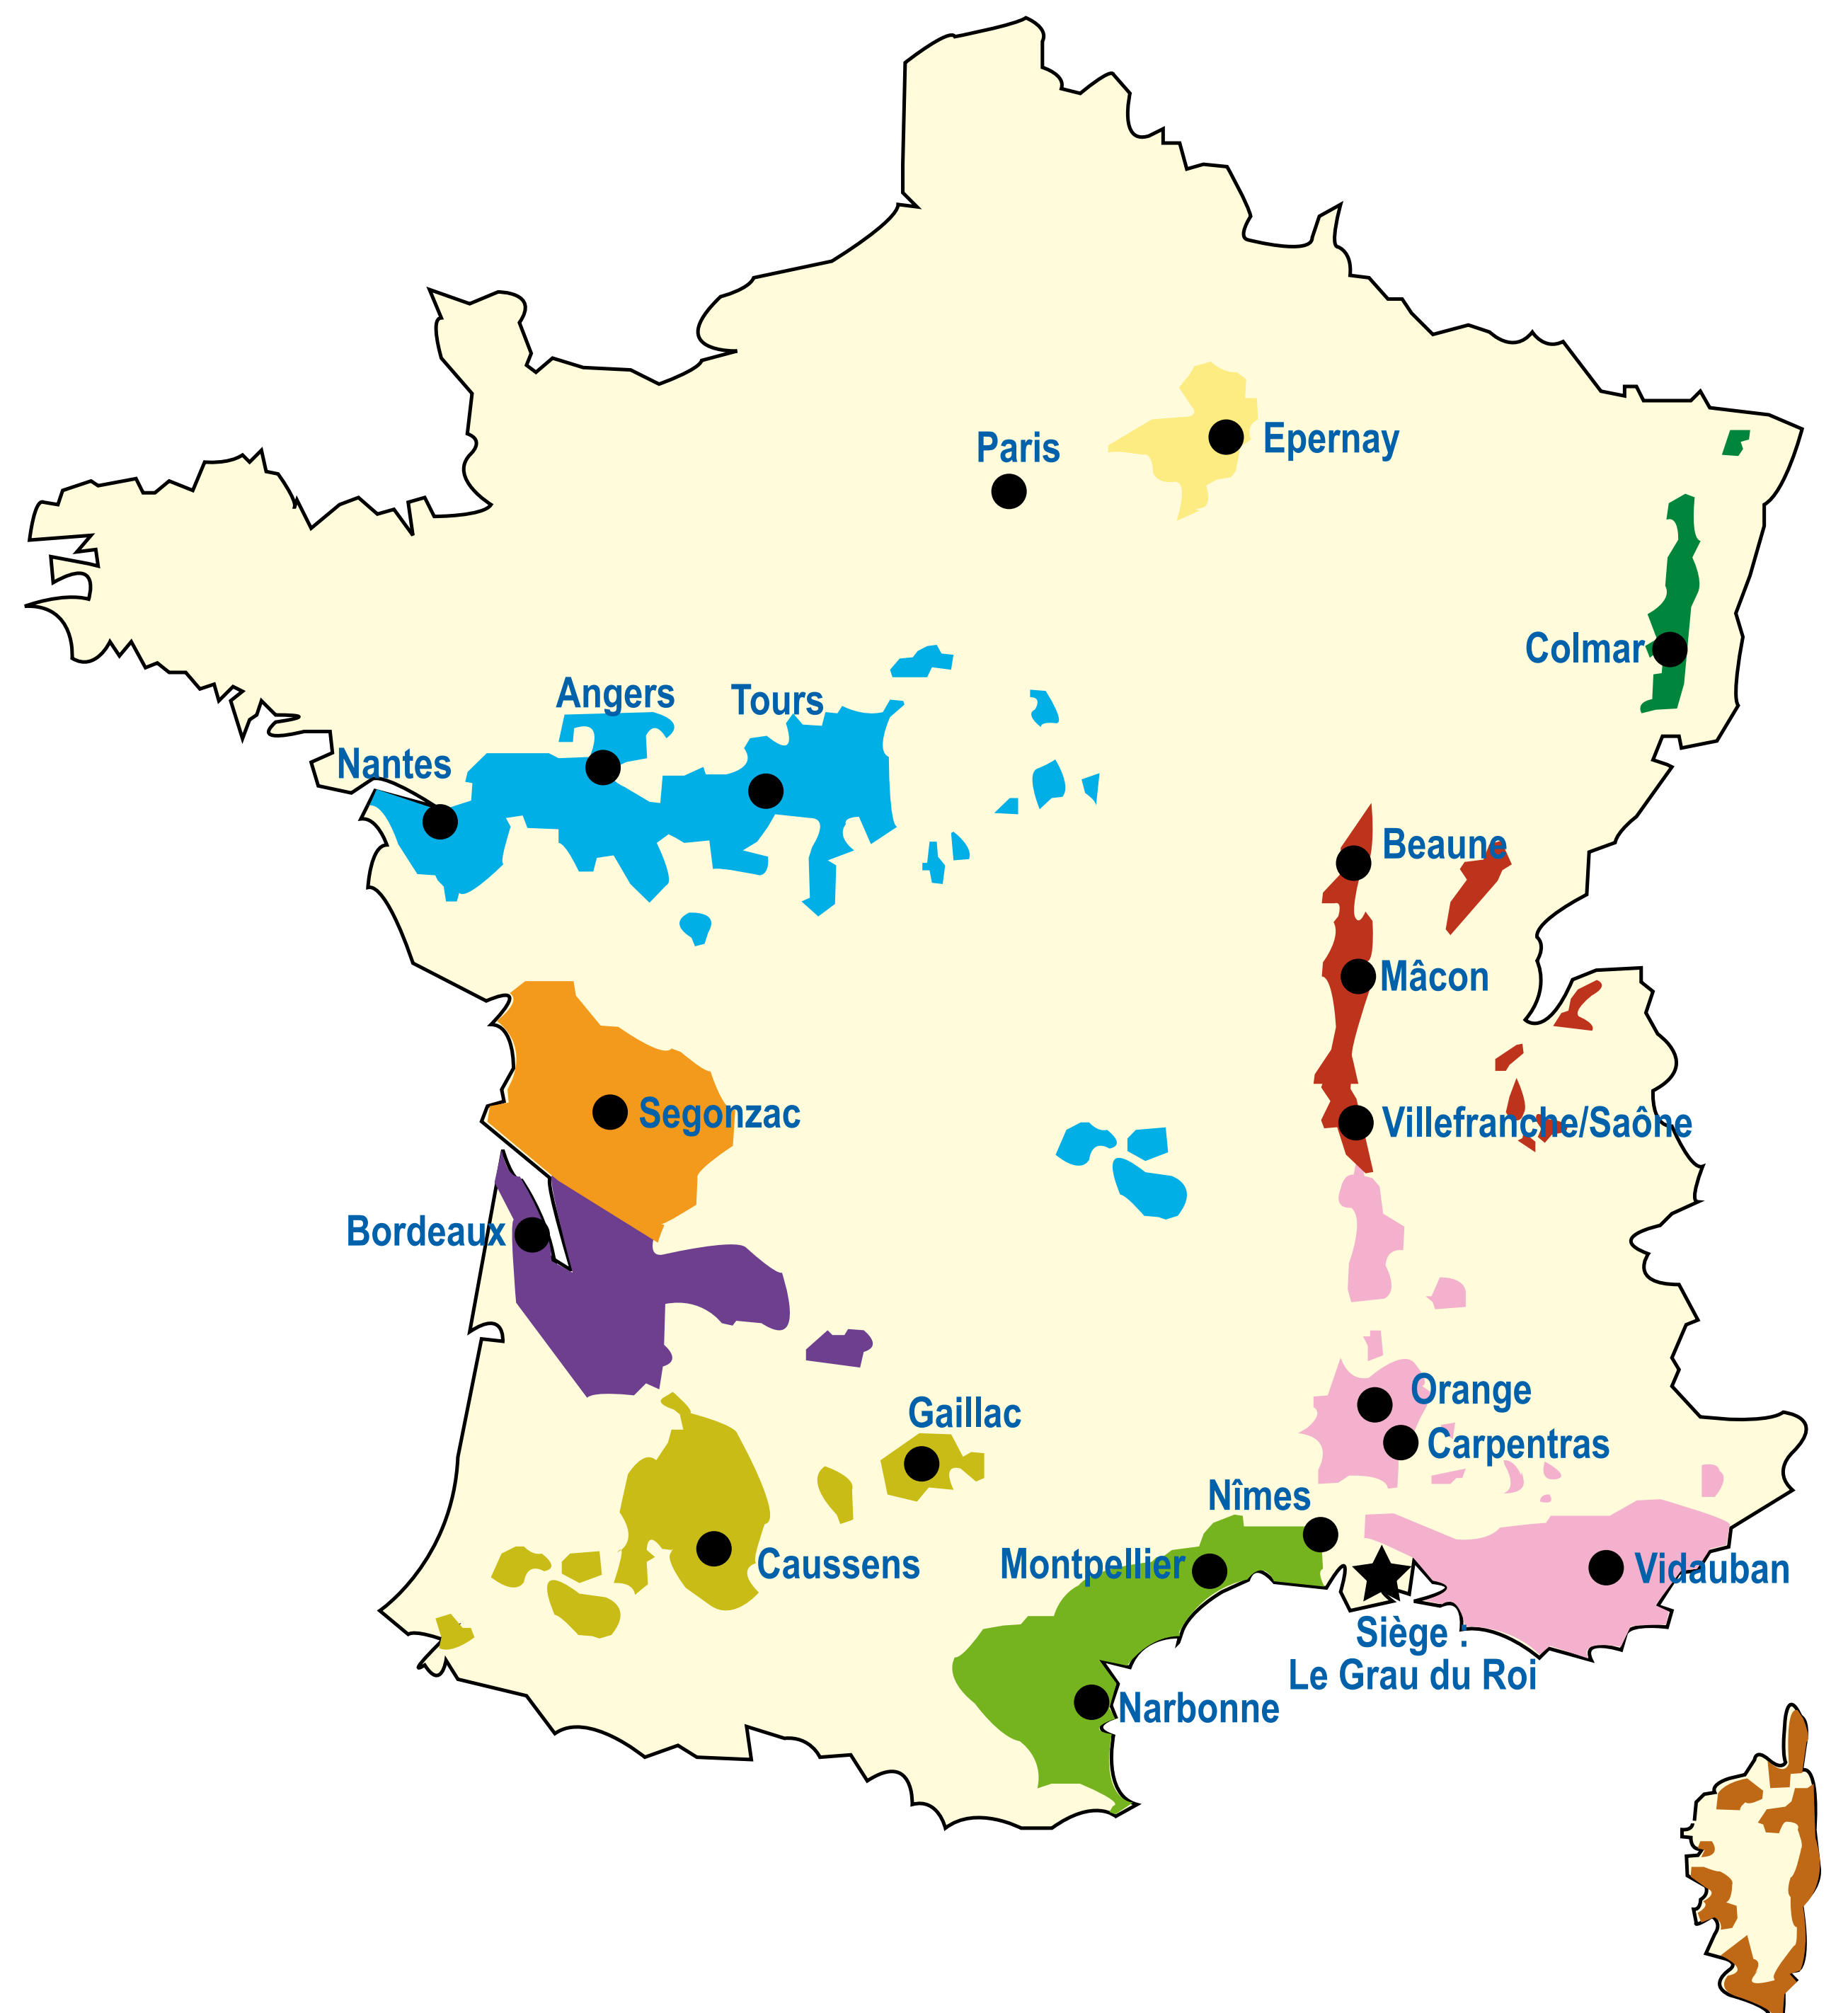 Paris
Epernay
Colmar
Angers
Tours
Nantes
Beaune
Mâcon
Segonzac
Villefranche/Saône
Bordeaux
Orange
Gaillac
Carpentras
Nîmes
Caussens
Montpellier
Vidauban
Siège :
Le Grau du Roi
Narbonne